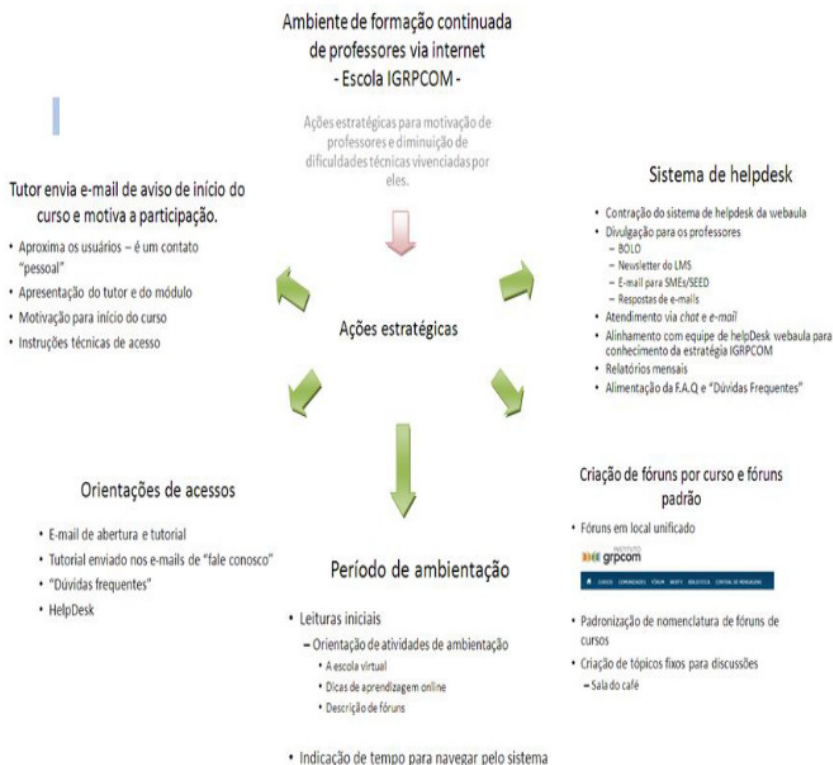 Ambiente de formação continuada
de professores via internet
- Escola IGRPCOM -
Ações estratégicas para motivação de
professores e diminuição de
dificuldades técnicas vivenciadas por
eles.
Tutor envia e-mail de aviso de início do
curso e motiva a participação.
• Aproxima os usuários – é um contato
"pessoal"
• Apresentação do tutor e do módulo
• Motivação para início do curso
• Instruções técnicas de acesso
Ações estratégicas
Sistema de helpdesk
• Contração do sistema de helpdesk da webaula
• Divulgação para os professores
– BOLO
– Newsletter do LMS
– E-mail para SMEs/SEED
– Respostas de e-mails
• Atendimento via chat e e-mail
• Alinhamento com equipe de helpDesk webaula para
conhecimento da estratégia IGRPCOM
• Relatórios mensais
• Alimentação da F.A.Q e "Dúvidas Frequentes"
Orientações de acessos
• E-mail de abertura e tutorial
• Tutorial enviado nos e-mails de "fale conosco"
• "Dúvidas frequentes"
• HelpDesk
Período de ambientação
• Leituras iniciais
– Orientação de atividades de ambientação
• A escola virtual
• Dicas de aprendizagem online
• Descrição de fóruns
• Indicação de tempo para navegar pelo sistema
Criação de fóruns por curso e fóruns
padrão
• Fóruns em local unificado
INSTITUTO
grpcom
CURSOS COMUNIDADES FÓRUM WEBTV BIBLIOTECA CENTRAL DE MENSAGENS
• Padronização de nomenclatura de fóruns de
cursos
• Criação de tópicos fixos para discussões
– Sala do café